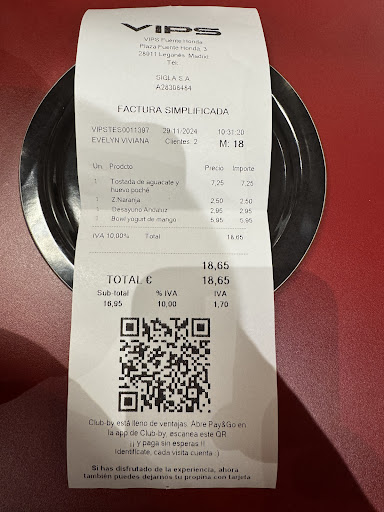 VIPS
VIPS Fuente Honda
Plaza Fuente Honda, 3
28911 Leganés. Madrid
Tel.
SIGLA S.A.
A28306484
FACTURA SIMPLIFICADA
VIPSTES0011397 29/11/2024 10:31:20
EVELYN VIVIANA Clientes: 2 M: 18
Un. Prodcto Precio Importe
1 Tostada de aguacate y 7,25 7,25
huevo poché
1 Z.Naranja 2,50 2,50
1 Desayuno Andaluz 2,95 2,95
1 Bowl yogurt de mango 5,95 5,95
IVA 10,00% Total 18,65
18,65
TOTAL € 18,65
Sub-total % IVA IVA
16,95 10,00 1,70
Club-by está lleno de ventajas. Abre Pay&Go en
la app de Club-by, escanea este QR
¡¡ y paga sin esperas !!
Identifícate, cada visita cuenta :)
Si has disfrutado de la experiencia, ahora
también puedes dejarnos tu propina con tarjeta